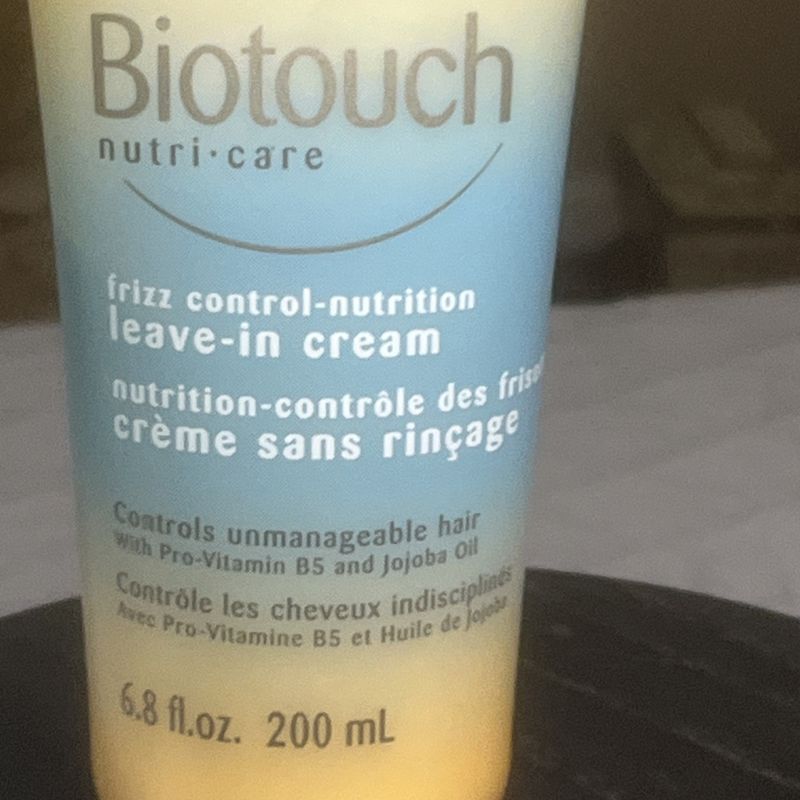 Biotouch
nutri·care
frizz control-nutrition
leave-in cream
nutrition-contrôle des
crème sans rinçage
Controls unmanageable hair
With Pro-Vitamin B5 and Jojoba Oil
Contrôle les cheveux indisciplinés
Avec Pro-Vitamine B5 et Huile de Jojoba
6.8 fl.oz. 200 mL